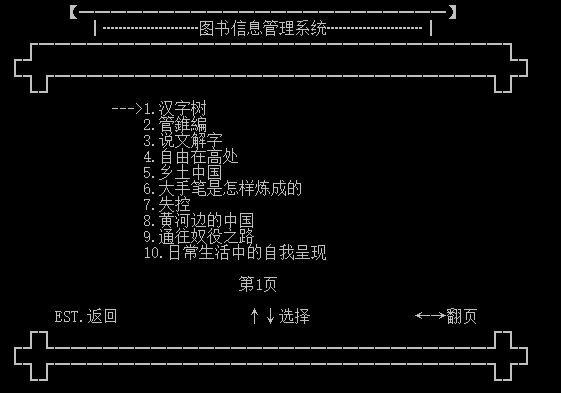 图书信息管理系统
--->1.汉字树
2.管錐編
3.说文解字
4.自由在高处
5.乡土中国
6.大手笔是怎样炼成的
7.失控
8.黄河边的中国
9.通往奴役之路
10.日常生活中的自我呈现
第1页
EST.返回 ↑↓选择 ←→翻页